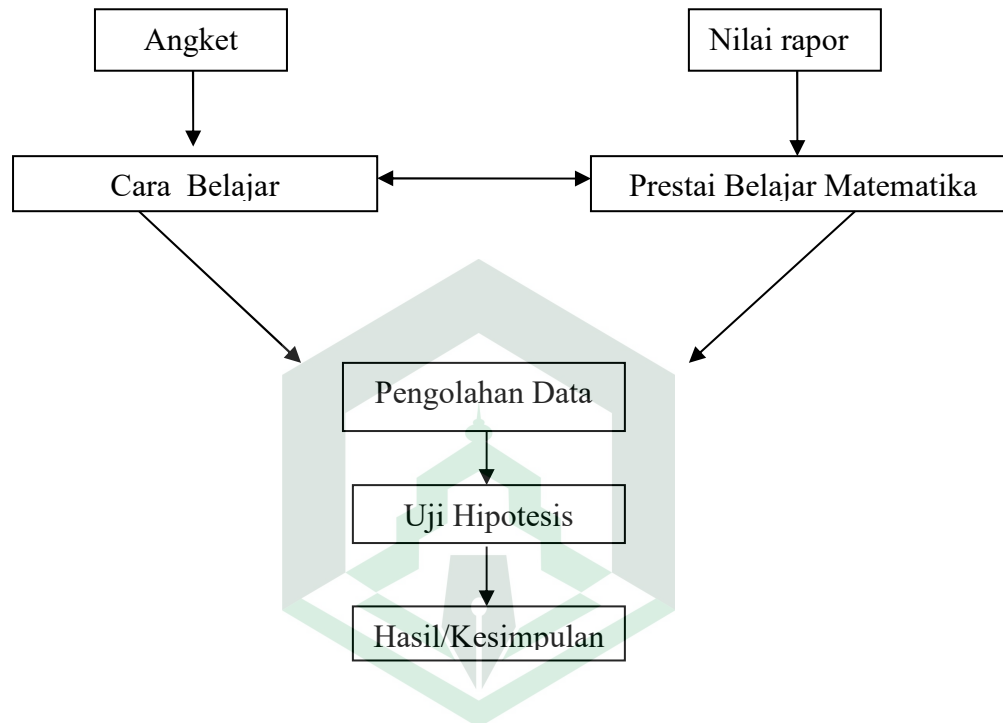 Angket
Nilai rapor
Cara Belajar
Prestai Belajar Matematika
Pengolahan Data
Uji Hipotesis
Hasil/Kesimpulan